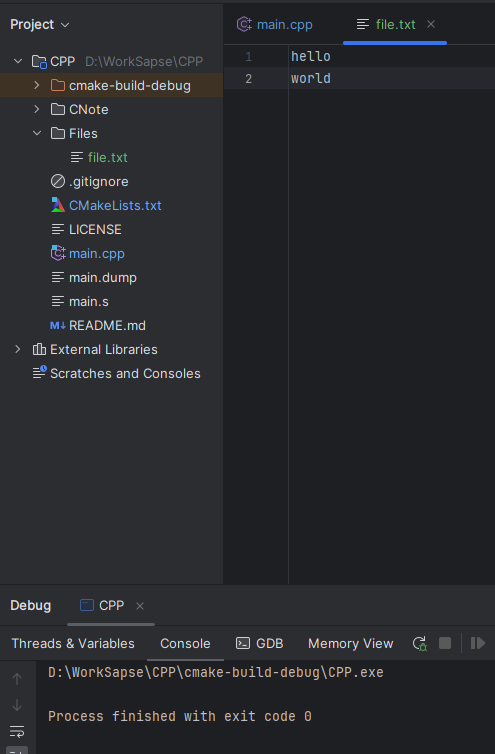 Project
main.cpp
file.txt
CPP D:\WorkSapse\CPP
cmake-build-debug
CNote
Files
file.txt
.gitignore
CMakeLists.txt
LICENSE
main.cpp
main.dump
main.s
M↓ README.md
External Libraries
Scratches and Consoles
1 hello
2 world
Debug
CPP
Threads & Variables Console GDB Memory View
D:\WorkSapse\CPP\cmake-build-debug\CPP.exe
Process finished with exit code 0